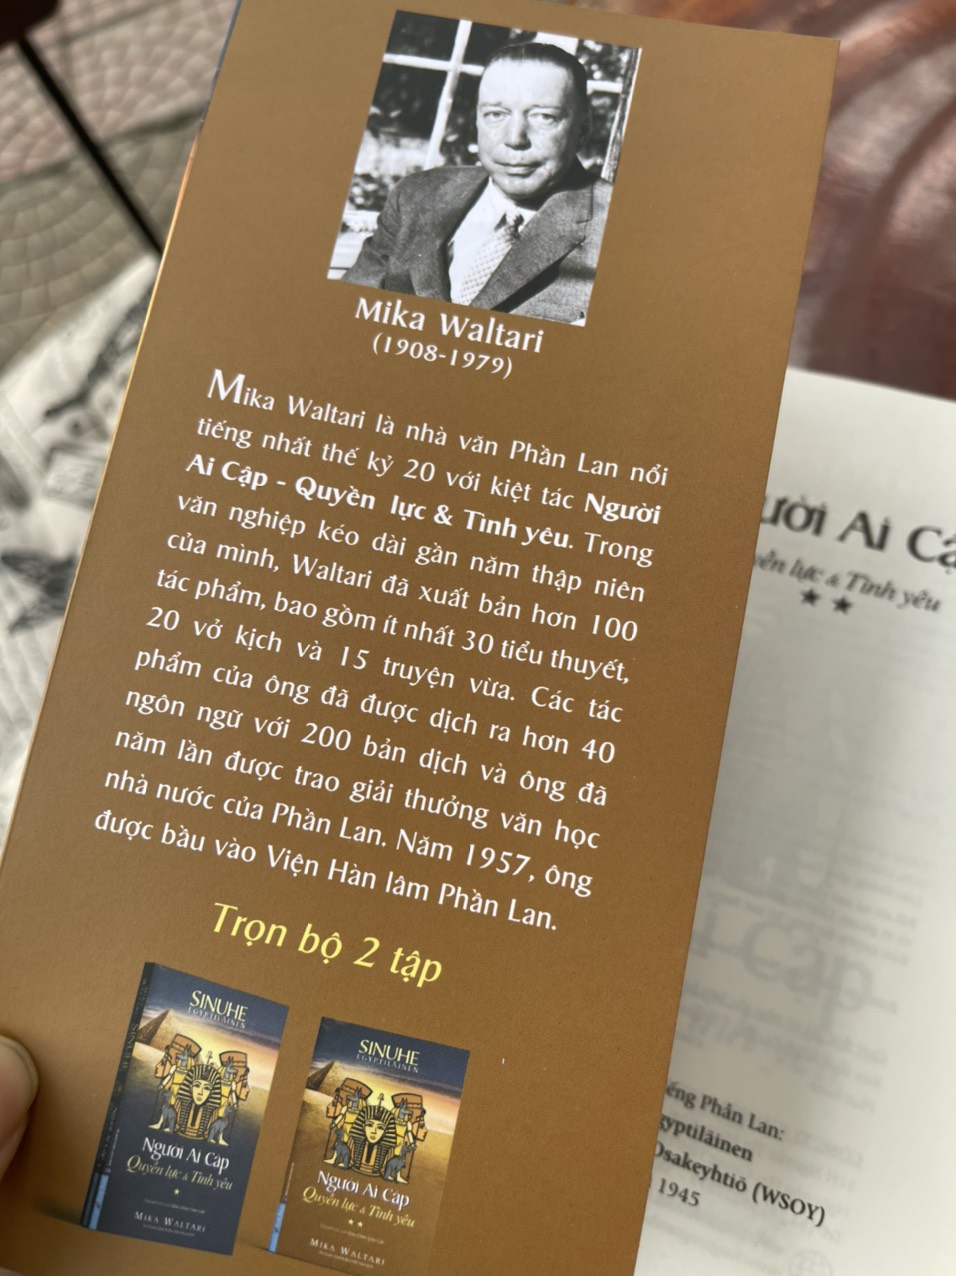 Mika Waltari
(1908-1979)
Mika Waltari là nhà văn Phần Lan nổi
tiếng nhất thế kỷ 20 với kiệt tác Người
Ai Cập - Quyền lực & Tình yêu. Trong
văn nghiệp kéo dài gần năm thập niên
của mình, Waltari đã xuất bản hơn 100
tác phẩm, bao gồm ít nhất 30 tiểu thuyết,
20 vở kịch và 15 truyện vừa. Các tác
phẩm của ông đã được dịch ra hơn 40
ngôn ngữ với 200 bản dịch và ông đã
năm lần được trao giải thưởng văn học
nhà nước của Phần Lan. Năm 1957, ông
được bầu vào Viện Hàn lâm Phần Lan.
Trọn bộ 2 tập
SINUHE
EGYPTILÄINEN
Người Ai Cập
Quyền lực & Tình yêu
MIKA WALTARI
SINUHE
EGYPTILÄINEN
Người Ai Cập
Quyền lực & Tình yêu
MIKA WALTARI
ười Ai Cậ
yền lực & Tình yêu
ếng Phần Lan:
gyptiläinen
Osakeyhtiö (WSOY)
1945